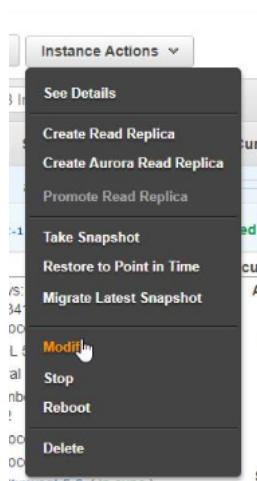 Instance Actions
See Details
Create Read Replica
Create Aurora Read Replica
Promote Read Replica
Take Snapshot
Restore to Point in Time
Migrate Latest Snapshot
Modify
Stop
Reboot
Delete